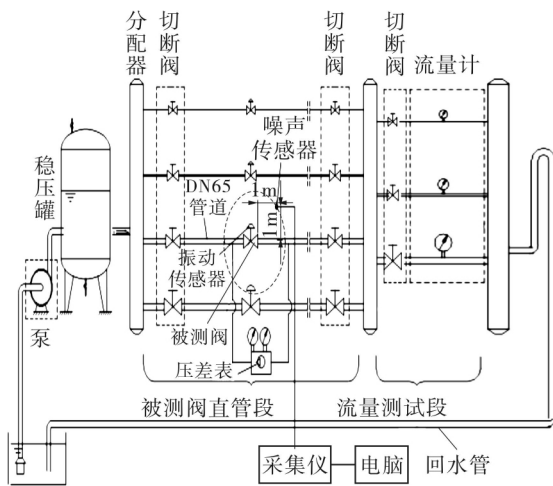 分配器
切断阀
切断阀
切断阀
流量计
噪声
传感器
稳压罐
DN65
管道
1 m
1 m
振动
传感器
泵
被测阀
压差表
被测阀直管段
流量测试段
采集仪
电脑
回水管